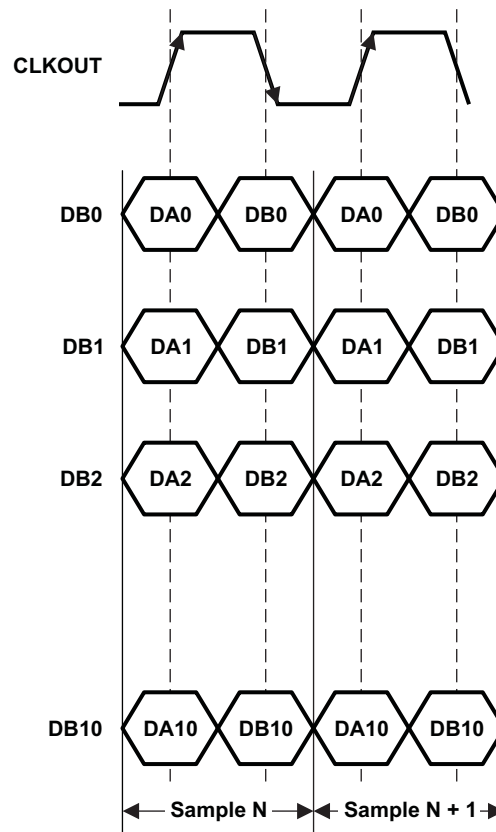 CLKOUT
DB0 DA0 DB0 DA0 DB0
DB1 DA1 DB1 DA1 DB1
DB2 DA2 DB2 DA2 DB2
DB10 DA10 DB10 DA10 DB10
Sample N Sample N + 1